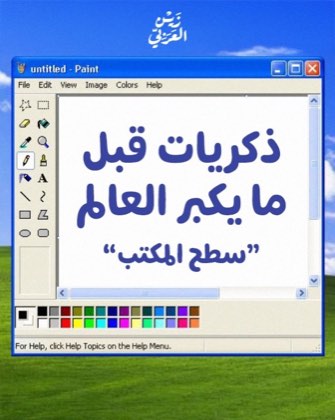 زين
العربي
untitled - Paint
File Edit View Image Colors Help
ذكريات قبل
ما يكبر العالم
”سطح المكتب“
A
For Help, click Help Topics on the Help Menu.